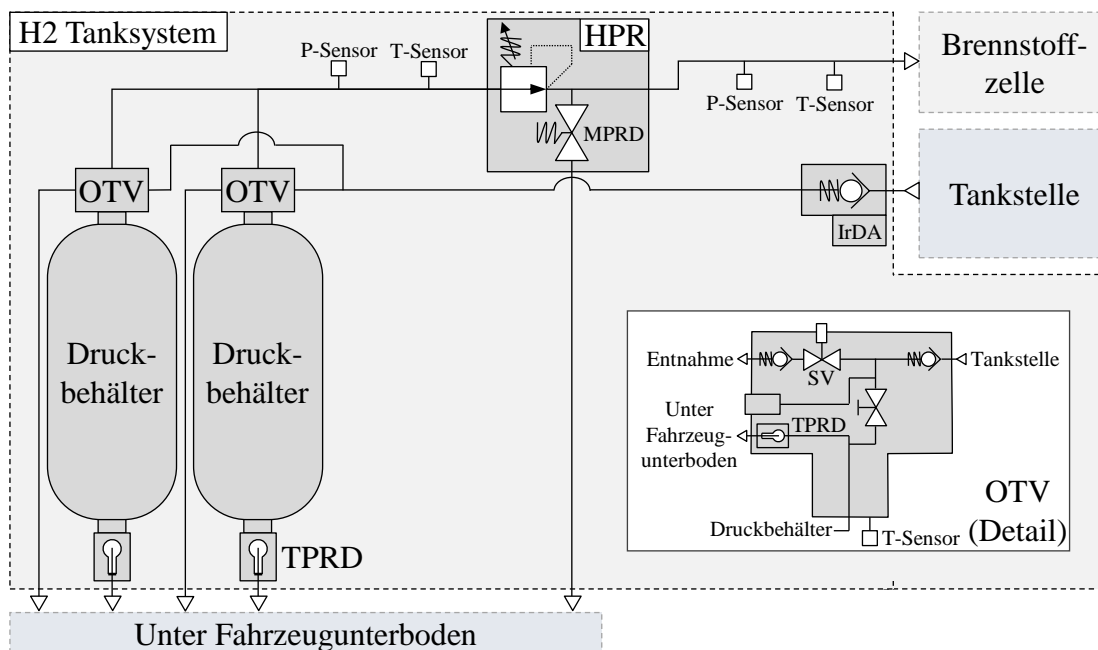 H2 Tanksystem
HPR
P-Sensor
T-Sensor
MPRD
P-Sensor
T-Sensor
Brennstoff-
zelle
Tankstelle
IrDA
OTV
OTV
Druck-
behälter
Druck-
behälter
TPRD
Entnahme
SV
Tankstelle
Unter
Fahrzeug-
unterboden
TPRD
Druckbehälter
T-Sensor
OTV
(Detail)
Unter Fahrzeugunterboden